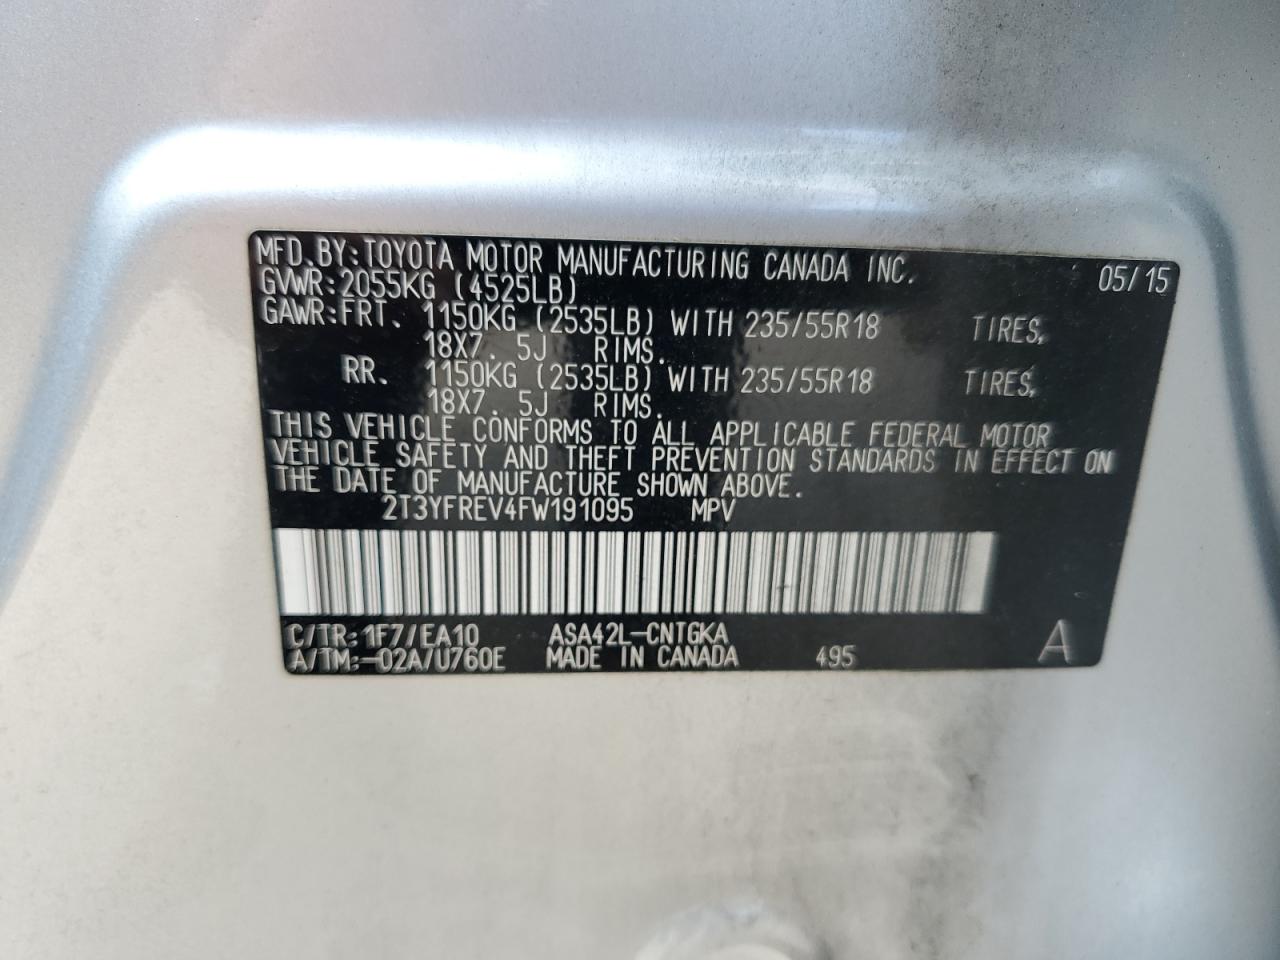 MFD.BY:TOYOTA MOTOR MANUFACTURING CANADA INC. 05/15
GVWR:2055KG (4525LB)
GAWR:FRT. 1150KG (2535LB) WITH 235/55R18 TIRES,
18X7. 5J RIMS.
RR. 1150KG (2535LB) WITH 235/55R18 TIRES,
18X7. 5J RIMS.
THIS VEHICLE CONFORMS TO ALL APPLICABLE FEDERAL MOTOR
VEHICLE SAFETY AND THEFT PREVENTION STANDARDS IN EFFECT ON
THE DATE OF MANUFACTURE SHOWN ABOVE.
2T3YFREV4FW191095 MPV
C/TR:1F7/EA10 ASA42L-CNTGKA
A/TM:-02A/U760E MADE IN CANADA 495 A